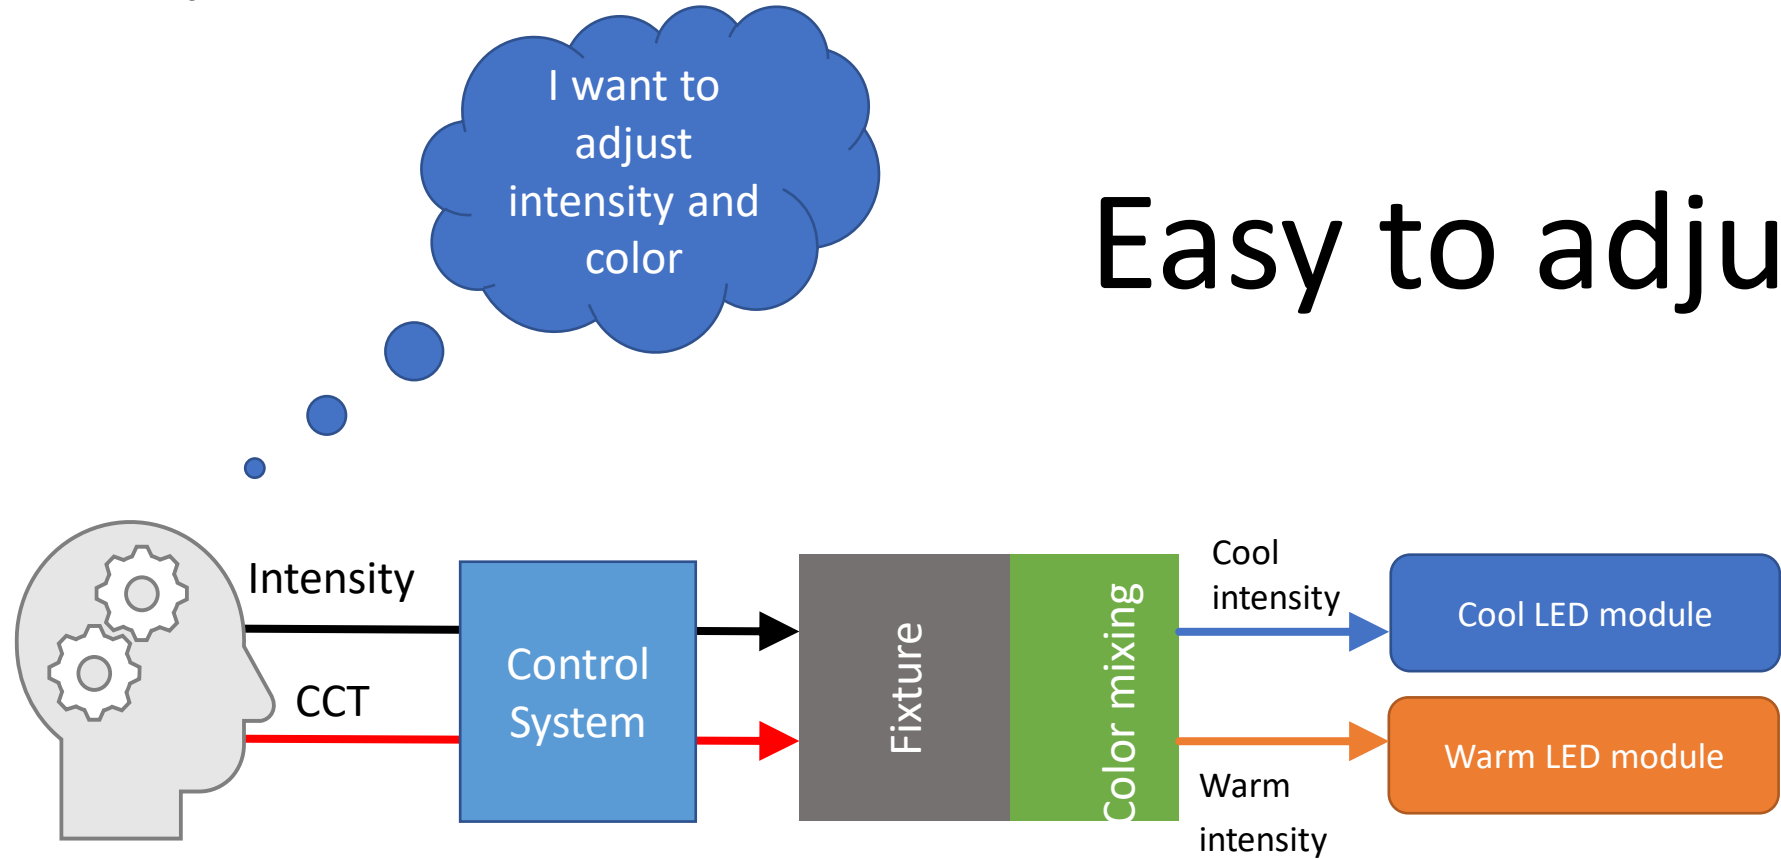 I want to
adjust
intensity and
color
Easy to adju
Intensity
CCT
Control
System
Fixture
Color mixing
Cool
intensity
Warm
intensity
Cool LED module
Warm LED module